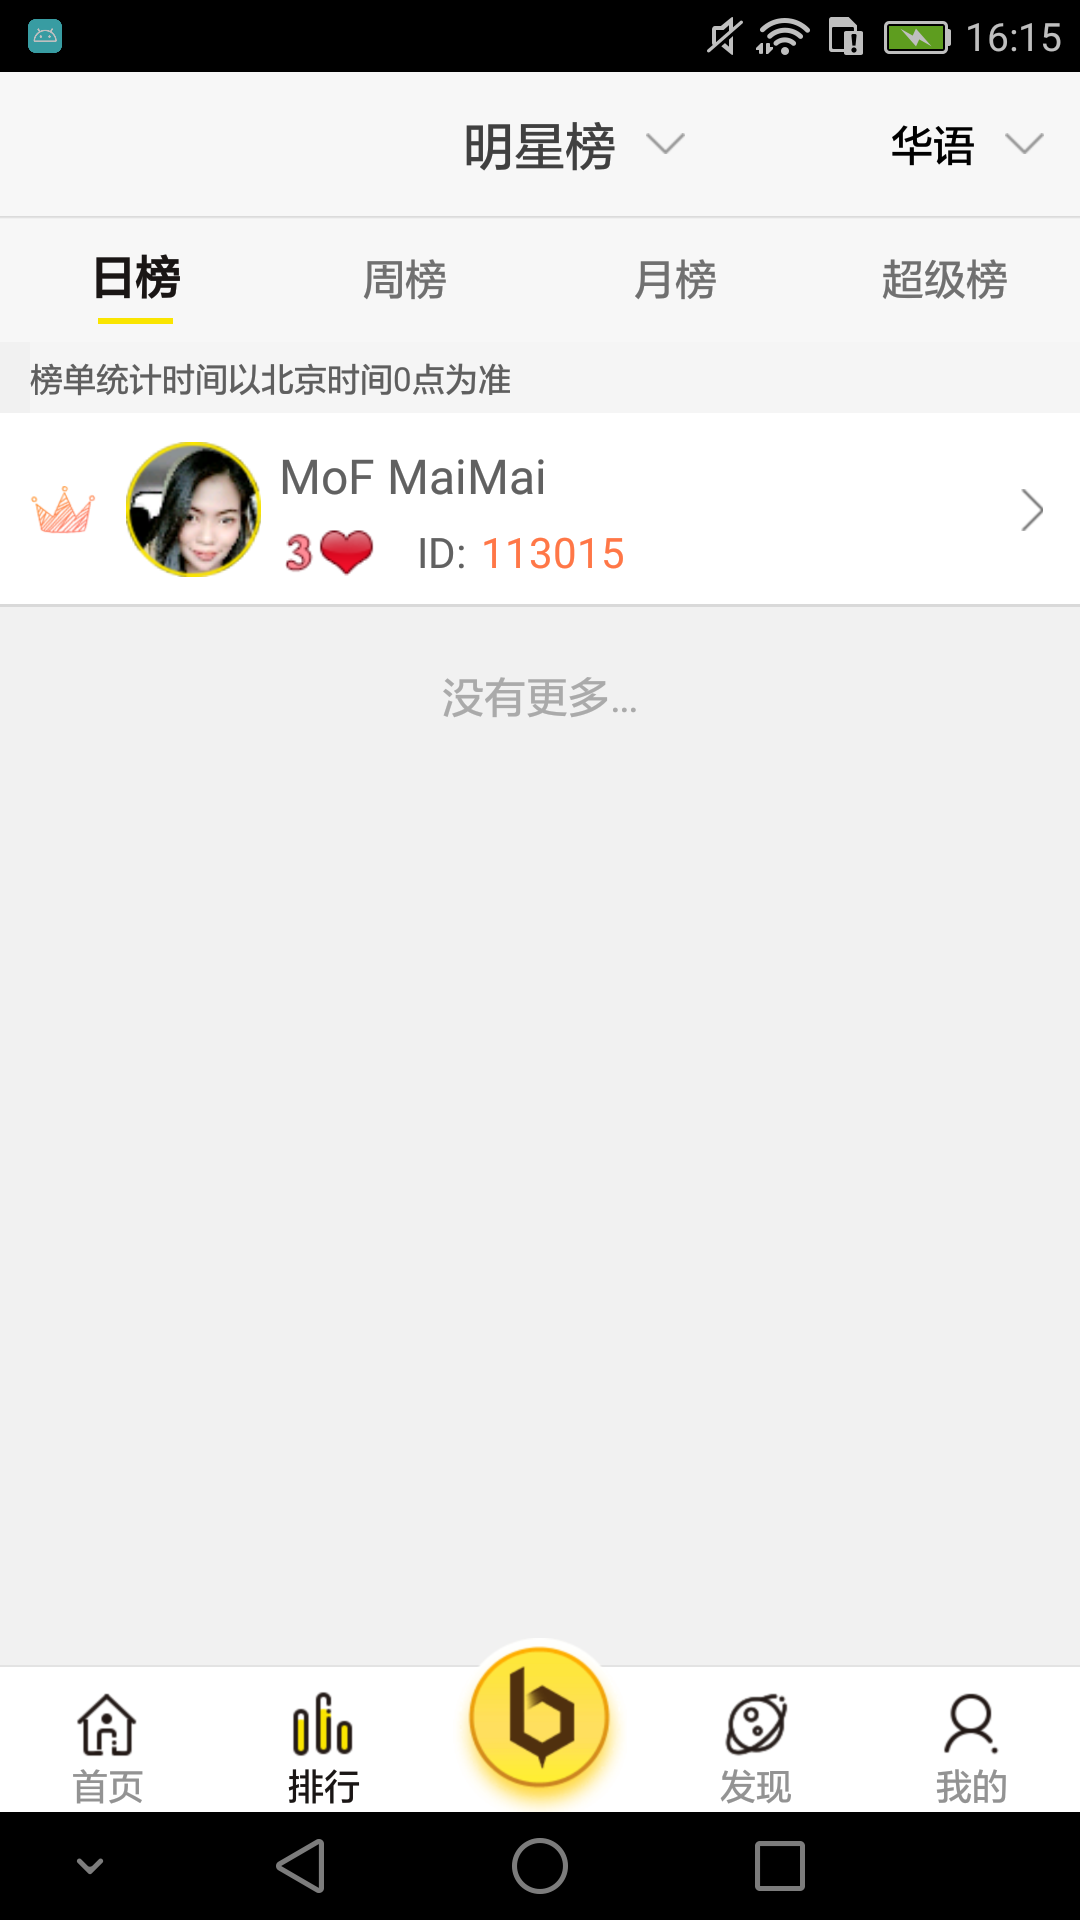 16:15
明星榜
华语
日榜 周榜 月榜 超级榜
榜单统计时间以北京时间0点为准
MoF MaiMai
3 ID: 113015
没有更多...
首页 排行 发现 我的